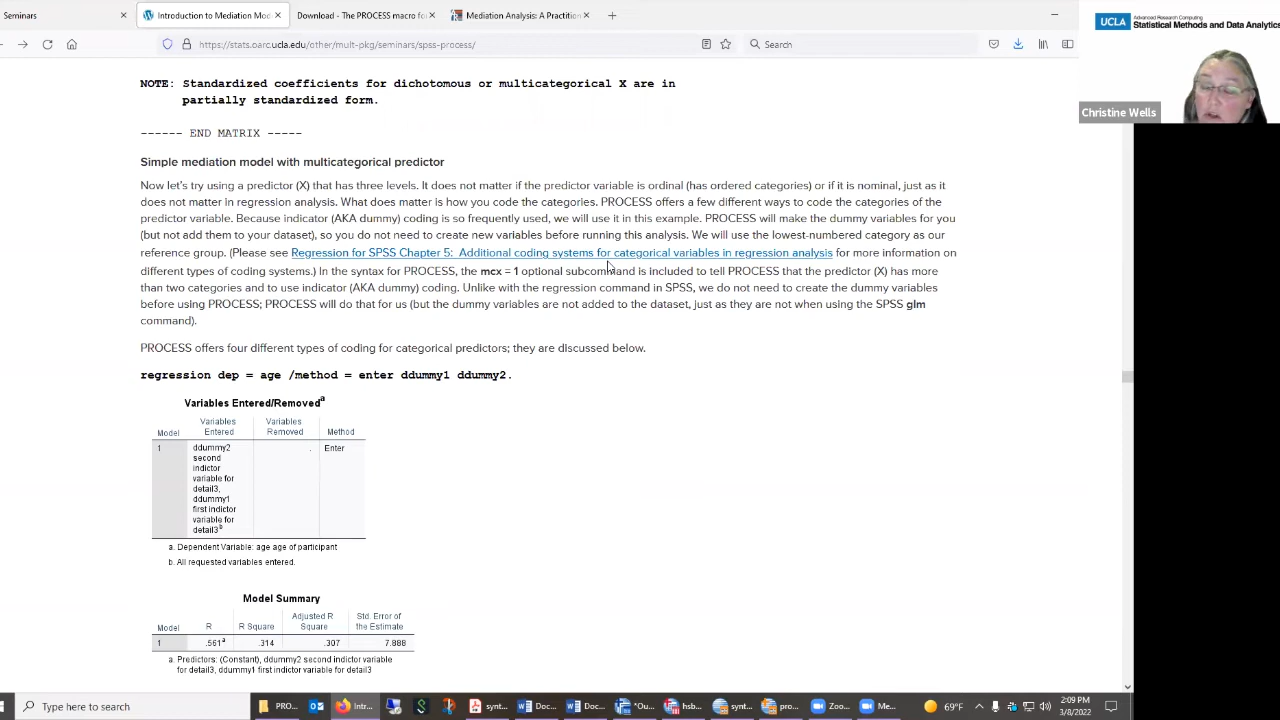 Seminars
Introduction to Mediation Mod
Download - The PROCESS macro fo
Mediation Analysis: A Practition
https://stats.oarc.ucla.edu/other/mult-pkg/seminars/spss-process/
Search
UCLA
Advanced Research Computing
Statistical Methods and Data Analytics
Christine Wells
NOTE: Standardized coefficients for dichotomous or multicategorical X are in
partially standardized form.
------ END MATRIX -----
Simple mediation model with multicategorical predictor
Now let's try using a predictor (X) that has three levels. It does not matter if the predictor variable is ordinal (has ordered categories) or if it is nominal, just as it
does not matter in regression analysis. What does matter is how you code the categories. PROCESS offers a few different ways to code the categories of the
predictor variable. Because indicator (AKA dummy) coding is so frequently used, we will use it in this example. PROCESS will make the dummy variables for you
(but not add them to your dataset), so you do not need to create new variables before running this analysis. We will use the lowest-numbered category as our
reference group. (Please see Regression for SPSS Chapter 5: Additional coding systems for categorical variables in regression analysis for more information on
different types of coding systems.) In the syntax for PROCESS, the mcx = 1 optional subcommand is included to tell PROCESS that the predictor (X) has more
than two categories and to use indicator (AKA dummy) coding. Unlike with the regression command in SPSS, we do not need to create the dummy variables
before using PROCESS; PROCESS will do that for us (but the dummy variables are not added to the dataset, just as they are not when using the SPSS glm
command).
PROCESS offers four different types of coding for categorical predictors; they are discussed below.
regression dep = age /method = enter ddummy1 ddummy2.
Variables Entered/Removedᵃ
Model Variables Entered Variables Removed Method
1 ddummy2 . Enter
second
indictor
variable for
detail3,
ddummy1
first indictor
variable for
detail3ᵇ
a. Dependent Variable: age age of participant
b. All requested variables entered.
Model Summary
Model R R Square Adjusted R Square Std. Error of the Estimate
1 .561ᵃ .314 .307 7.888
a. Predictors: (Constant), ddummy2 second indictor variable
for detail3, ddummy1 first indictor variable for detail3
Type here to search
PRO...
Intr...
synt...
Doc...
Doc...
*Ou...
hsb...
synt...
pro...
Zoo...
Me...
69°F
2:09 PM
3/8/2022